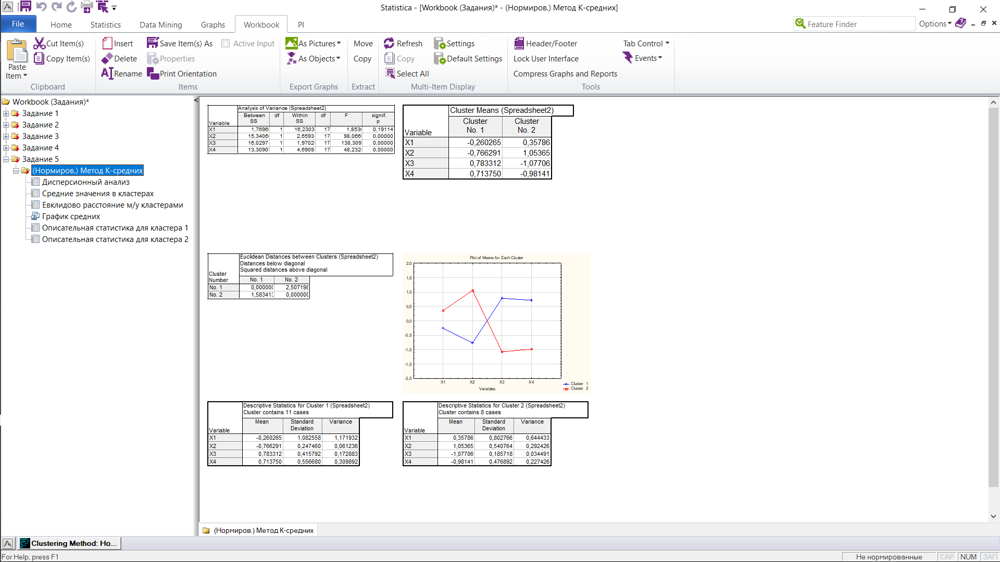 Statistica - [Workbook (Задания)* - (Нормиров.) Метод К-средних]
File Home Statistics Data Mining Graphs Workbook PI
Feature Finder Options
Paste Item
Cut Item(s)
Copy Item(s)
Clipboard
Insert
Delete
Rename
Save Item(s) As
Properties
Print Orientation
Active Input
Items
As Pictures
As Objects
Export Graphs
Move
Copy
Extract
Refresh
Copy
Select All
Settings
Default Settings
Multi-Item Display
Header/Footer
Lock User Interface
Compress Graphs and Reports
Tab Control
Events
Tools
Workbook (Задания)*
Задание 1
Задание 2
Задание 3
Задание 4
Задание 5
(Нормиров.) Метод К-средних
Дисперсионный анализ
Средние значения в кластерах
Евклидово расстояние м/у кластерами
График средних
Описательная статистика для кластера 1
Описательная статистика для кластера 2
Analysis of Variance (Spreadsheet2)
Variable Between SS df Within SS df F signif. p
X1 1,7696 1 16,2303 17 1,853 0,19114
X2 15,3406 1 2,6593 17 98,066 0,00000
X3 16,0297 1 1,9702 17 138,309 0,00000
X4 13,3090 1 4,6909 17 48,232 0,00000
Cluster Means (Spreadsheet2)
Variable Cluster No. 1 Cluster No. 2
X1 -0,260265 0,35786
X2 -0,766291 1,05365
X3 0,783312 -1,07706
X4 0,713750 -0,98141
Euclidean Distances between Clusters (Spreadsheet2)
Distances below diagonal
Squared distances above diagonal
Cluster Number No. 1 No. 2
No. 1 0,000000 2,507198
No. 2 1,58341 0,000000
Plot of Means for Each Cluster
2,0
1,5
1,0
0,5
0,0
-0,5
-1,0
-1,5
-2,0
X1 X2 X3 X4
Variables
Cluster 1
Cluster 2
Descriptive Statistics for Cluster 1 (Spreadsheet2)
Cluster contains 11 cases
Variable Mean Standard Deviation Variance
X1 -0,260265 1,082558 1,171932
X2 -0,766291 0,247460 0,061236
X3 0,783312 0,415792 0,172883
X4 0,713750 0,556680 0,309892
Descriptive Statistics for Cluster 2 (Spreadsheet2)
Cluster contains 8 cases
Variable Mean Standard Deviation Variance
X1 0,35786 0,802766 0,644433
X2 1,05365 0,540764 0,292426
X3 -1,07706 0,185718 0,034491
X4 -0,98141 0,476892 0,227426
(Нормиров.) Метод К-средних
Clustering Method: Ho...
For Help, press F1
Не нормированные CAP NUM ЗАП